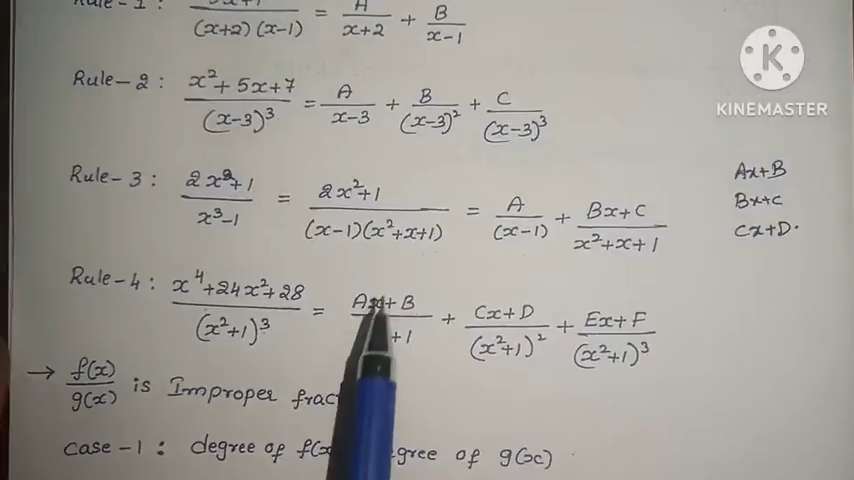 Rule-1 : (x+2)(x-1) = A/(x+2) + B/(x-1)
Rule-2 : (x²+5x+7)/(x-3)³ = A/(x-3) + B/(x-3)² + C/(x-3)³
Rule-3 : (2x²+1)/(x³-1) = (2x²+1)/((x-1)(x²+x+1)) = A/(x-1) + (Bx+C)/(x²+x+1)
Ax+B
Bx+C
Cx+D.
Rule-4 : (x⁴+24x²+28)/(x²+1)³ = (Ax+B)/+1 + (Cx+D)/(x²+1)² + (Ex+F)/(x²+1)³
→ f(x)/g(x) is Improper
case-1 : degree of of g(x)
K
KINEMASTER